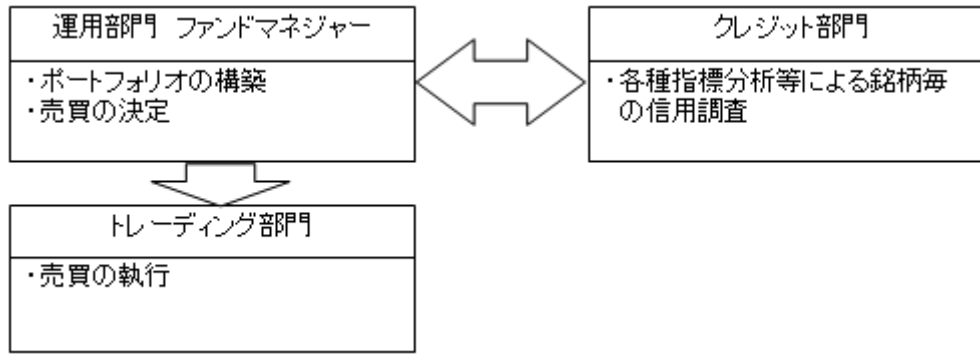 運用部門 ファンドマネジャー
・ポートフォリオの構築
・売買の決定
クレジット部門
・各種指標分析等による銘柄毎
の信用調査
トレーディング部門
・売買の執行